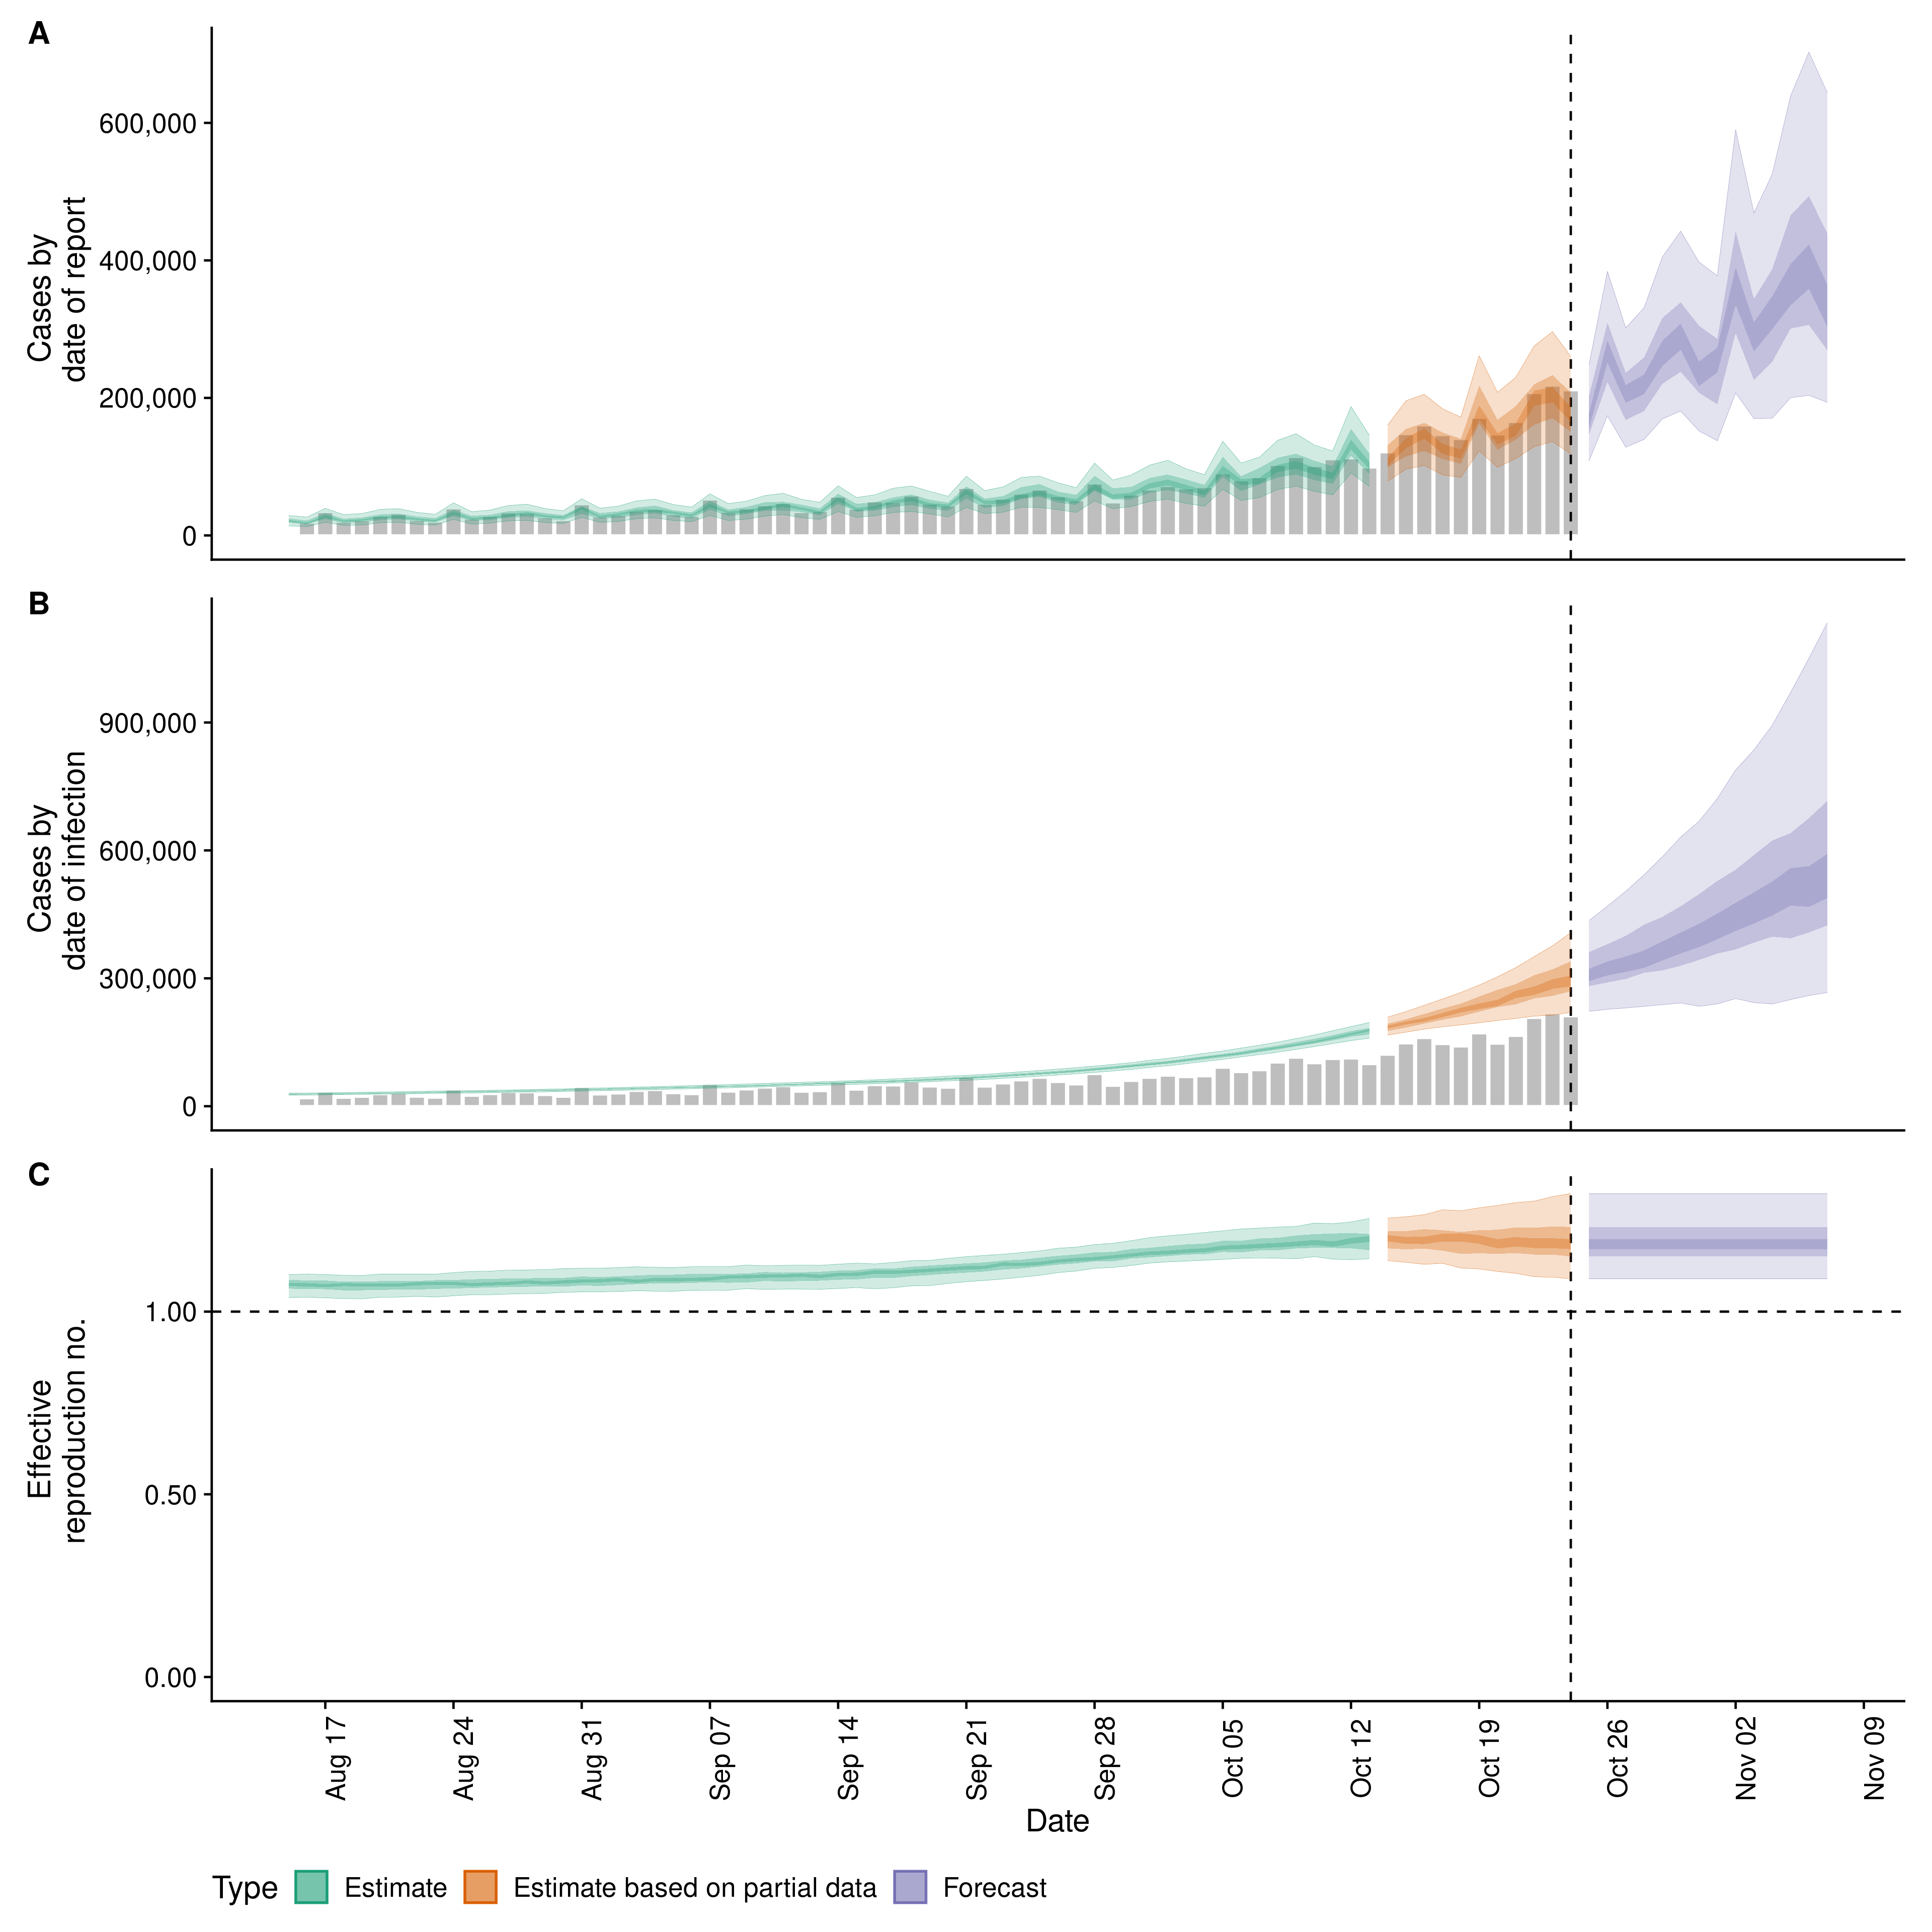 A
Cases by
date of report
600,000
400,000
200,000
0
B
Cases by
date of infection
900,000
600,000
300,000
0
C
Effective
reproduction no.
1.00
0.50
0.00
Aug 17
Aug 24
Aug 31
Sep 07
Sep 14
Sep 21
Sep 28
Oct 05
Oct 12
Oct 19
Oct 26
Nov 02
Nov 09
Date
Type
Estimate
Estimate based on partial data
Forecast